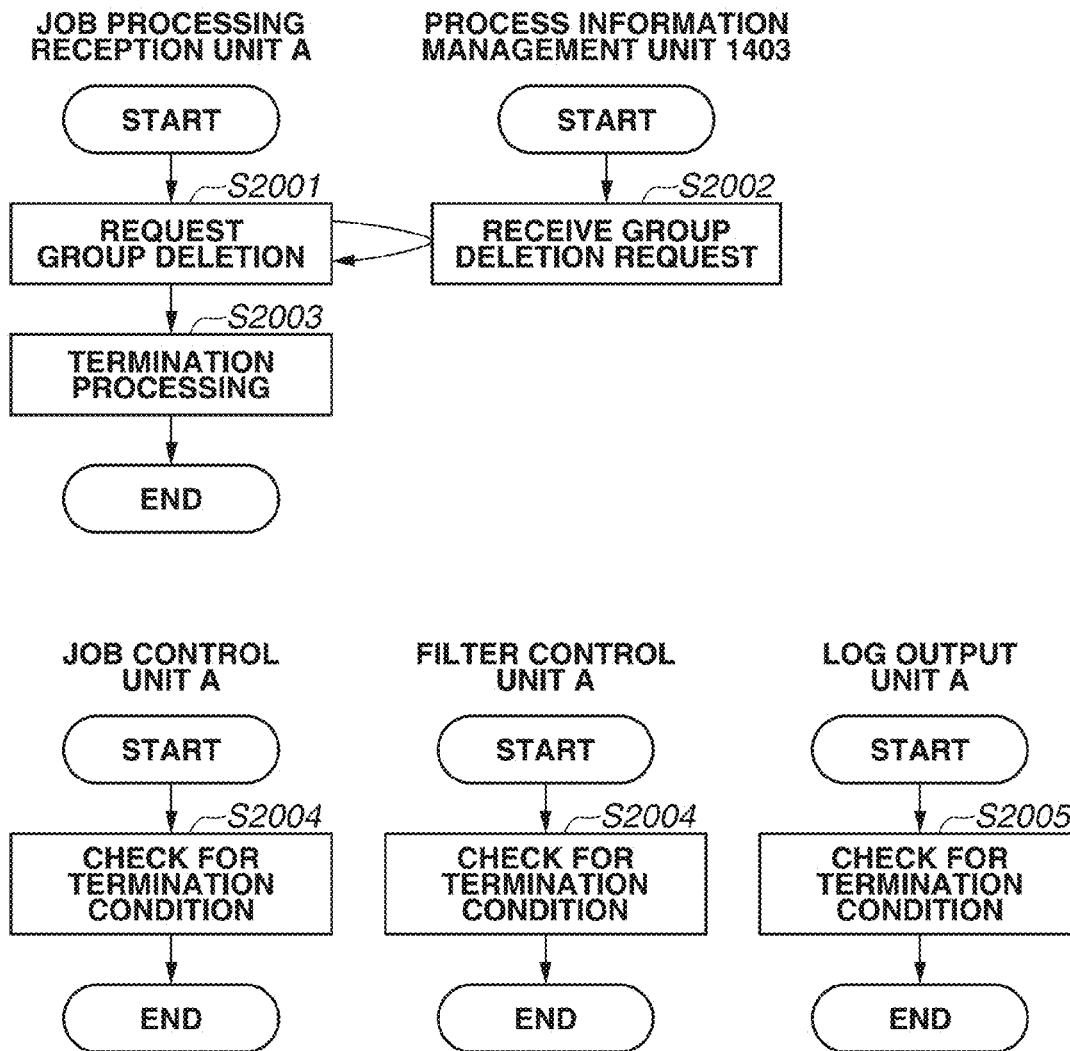 JOB PROCESSING
RECEPTION UNIT A
PROCESS INFORMATION
MANAGEMENT UNIT 1403
START
START
S2001
S2002
REQUEST
GROUP DELETION
RECEIVE GROUP
DELETION REQUEST
S2003
TERMINATION
PROCESSING
END
JOB CONTROL
UNIT A
FILTER CONTROL
UNIT A
LOG OUTPUT
UNIT A
START
START
START
S2004
S2004
S2005
CHECK FOR
TERMINATION
CONDITION
CHECK FOR
TERMINATION
CONDITION
CHECK FOR
TERMINATION
CONDITION
END
END
END